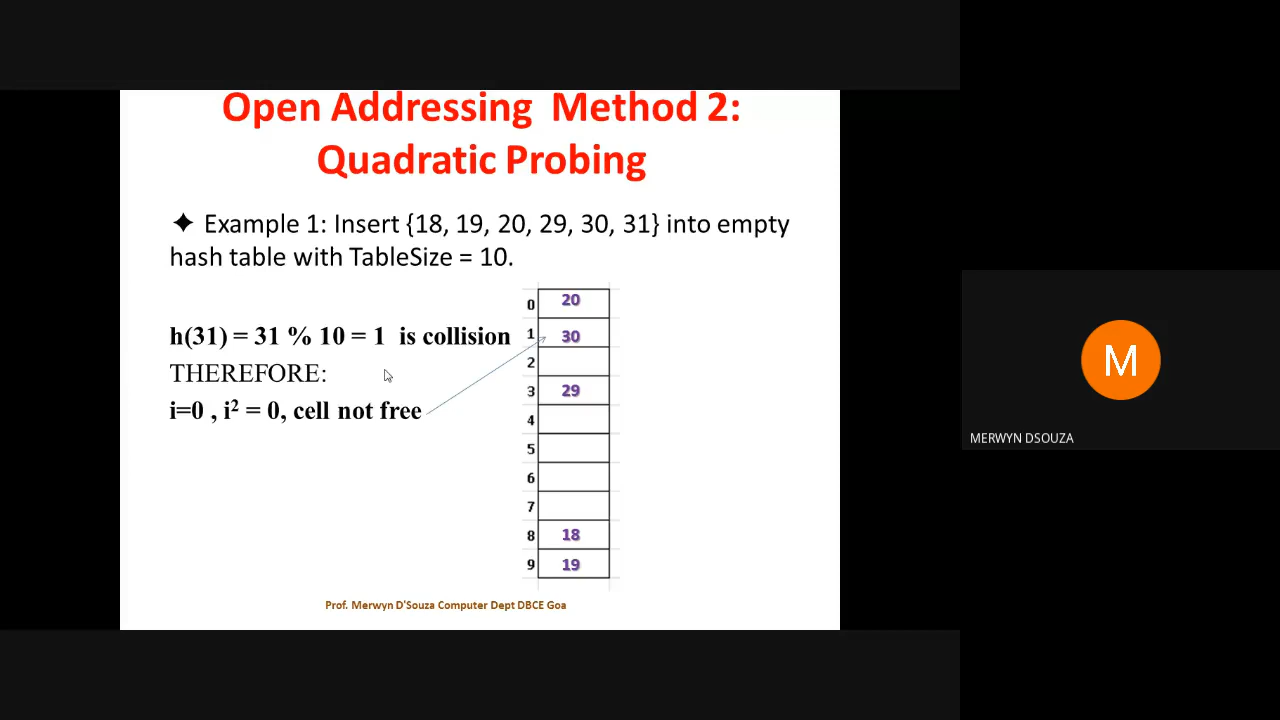 Open Addressing Method 2:
Quadratic Probing
✦ Example 1: Insert {18, 19, 20, 29, 30, 31} into empty
hash table with TableSize = 10.
h(31) = 31 % 10 = 1 is collision
THEREFORE:
i=0 , i² = 0, cell not free
0 20
1 30
2
3 29
4
5
6
7
8 18
9 19
Prof. Merwyn D'Souza Computer Dept DBCE Goa
M
MERWYN DSOUZA